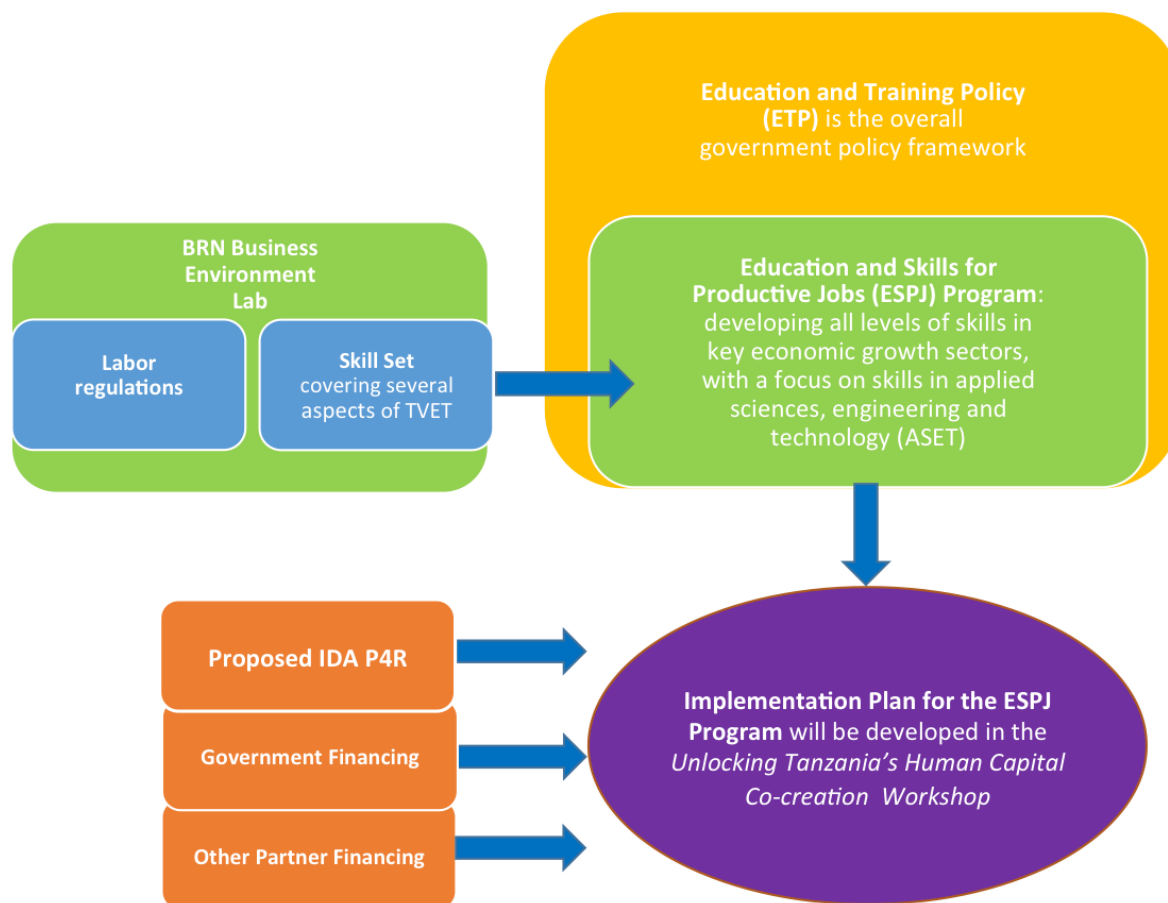 Education and Training Policy
(ETP) is the overall
government policy framework
BRN Business
Environment
Lab
Labor
regulations
Skill Set
covering several
aspects of TVET
Education and Skills for
Productive Jobs (ESPJ) Program:
developing all levels of skills in
key economic growth sectors,
with a focus on skills in applied
sciences, engineering and
technology (ASET)
Proposed IDA P4R
Government Financing
Other Partner Financing
Implementation Plan for the ESPJ
Program will be developed in the
Unlocking Tanzania’s Human Capital
Co-creation Workshop